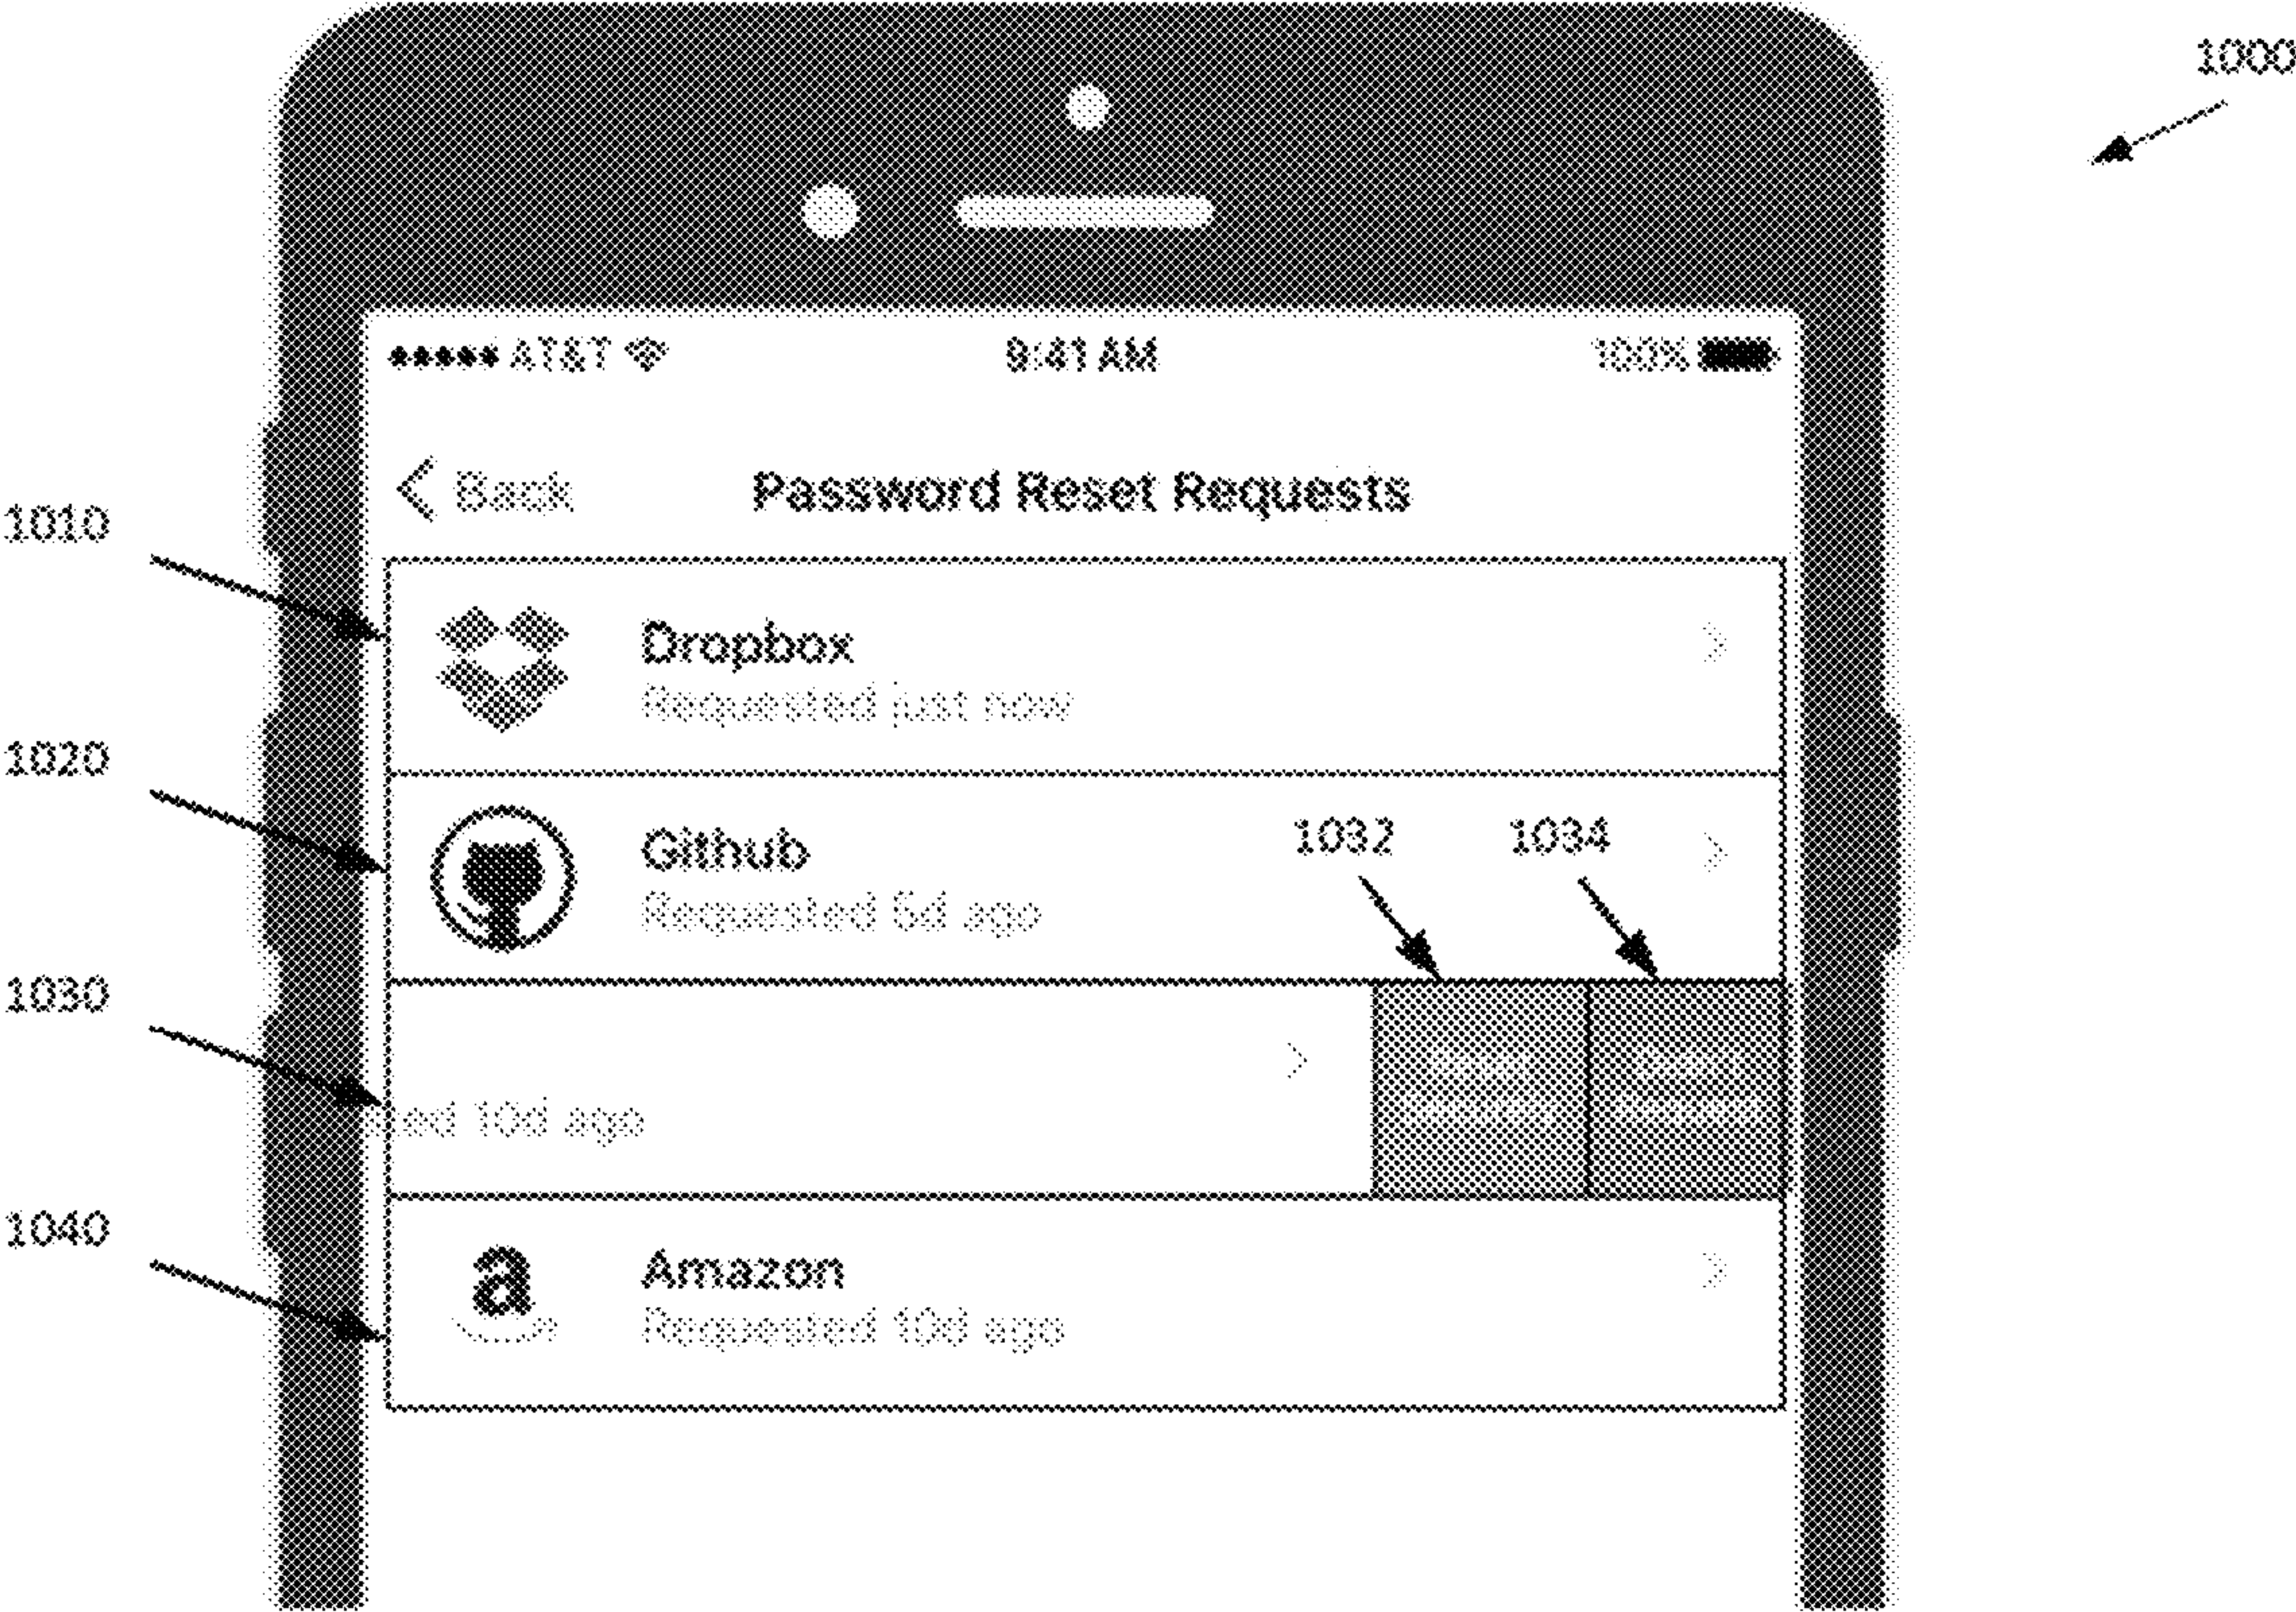 1000
AT&T 9:41 AM 100%
Back Password Reset Requests
1010
Dropbox
Requested just now
1020
Github
Requested 5d ago
1032 1034
1030
ed 10d ago
1040
a
Amazon
Requested 10d ago